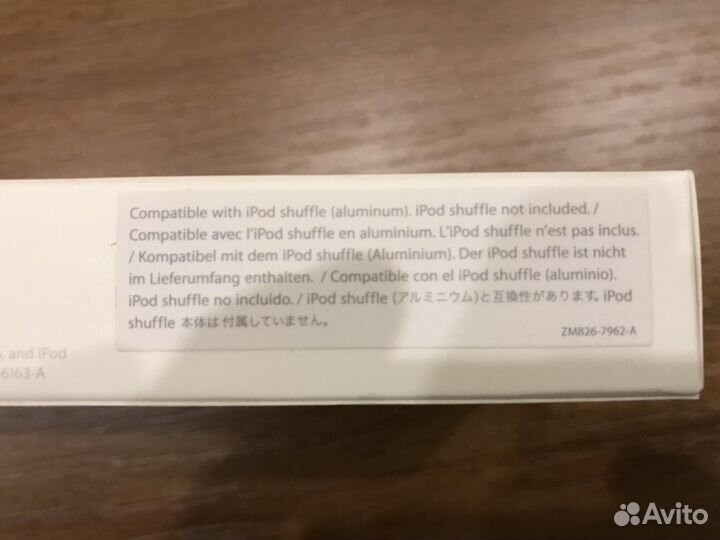 Compatible with iPod shuffle (aluminum). iPod shuffle not included. /
Compatible avec l'iPod shuffle en aluminium. L'iPod shuffle n'est pas inclus.
/ Kompatibel mit dem iPod shuffle (Aluminium). Der iPod shuffle ist nicht
im Lieferumfang enthalten. / Compatible con el iPod shuffle (aluminio).
iPod shuffle no incluido. / iPod shuffle (アルミニウム)と互換性があります。iPod
shuffle 本体は付属していません。
ZM826-7962-A
, and iPod
-6163-A
Avito